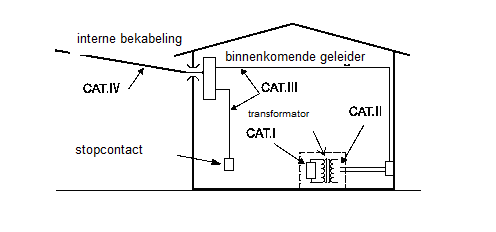 interne bekabeling
binnenkomende geleider
CAT.IV
CAT.III
transformator
CAT.II
CAT.I
stopcontact